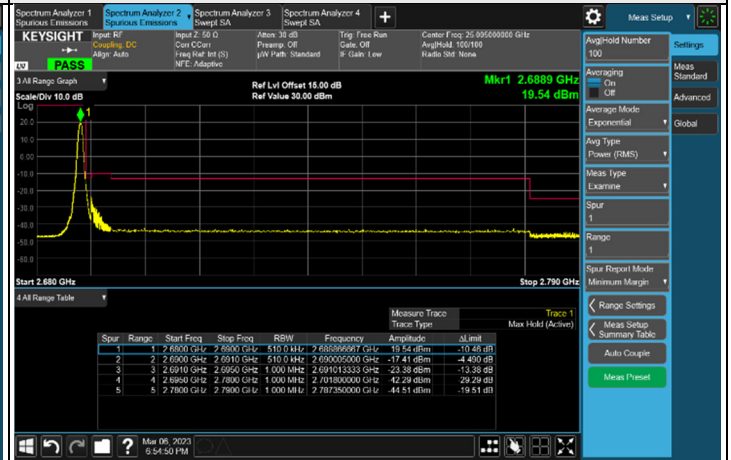 Spectrum Analyzer 1 Spectrum Analyzer 2 Spectrum Analyzer 3 Spectrum Analyzer 4 +
Spurious Emissions Spurious Emissions Swept SA Swept SA
KEYSIGHT Input: RF Input Z: 50 Ω Atten: 30 dB Trig: Free Run Center Freq: 25.005000000 GHz
Coupling: DC Corr CCorr Preamp: Off Gate: Off Avg|Hold: 100/100
Align: Auto Freq Ref: Int (S) µW Path: Standard IF Gain: Low Radio Std: None
LV PASS NFE: Adaptive
3 All Range Graph
Ref Lvl Offset 15.00 dB Mkr1 2.6889 GHz
Scale/Div 10.0 dB Ref Value 30.00 dBm 19.54 dBm
Log
1
20.0
10.0
0.00
-10.0
-20.0
-30.0
-40.0
-50.0
-60.0
Start 2.680 GHz Stop 2.790 GHz
4 All Range Table
Measure Trace Trace 1
Trace Type Max Hold (Active)
Spur Range Start Freq Stop Freq RBW Frequency Amplitude ΔLimit
1 1 2.6800 GHz 2.6900 GHz 510.0 kHz 2.688866667 GHz 19.54 dBm -10.46 dB
2 2 2.6900 GHz 2.6910 GHz 510.0 kHz 2.690005000 GHz -17.41 dBm -4.490 dB
3 3 2.6910 GHz 2.6950 GHz 1.000 MHz 2.691013333 GHz -23.38 dBm -13.38 dB
4 4 2.6950 GHz 2.7800 GHz 1.000 MHz 2.701800000 GHz -42.29 dBm 29.29 dB
5 5 2.7800 GHz 2.7900 GHz 1.000 MHz 2.787350000 GHz -44.51 dBm -19.51 dB
Mar 06, 2023
6:54:50 PM
Meas Setup
Avg|Hold Number
100
Averaging
On
Off
Average Mode
Exponential
Avg Type
Power (RMS)
Meas Type
Examine
Spur
1
Range
1
Spur Report Mode
Minimum Margin
Range Settings
Meas Setup
Summary Table
Auto Couple
Meas Preset
Settings
Meas
Standard
Advanced
Global